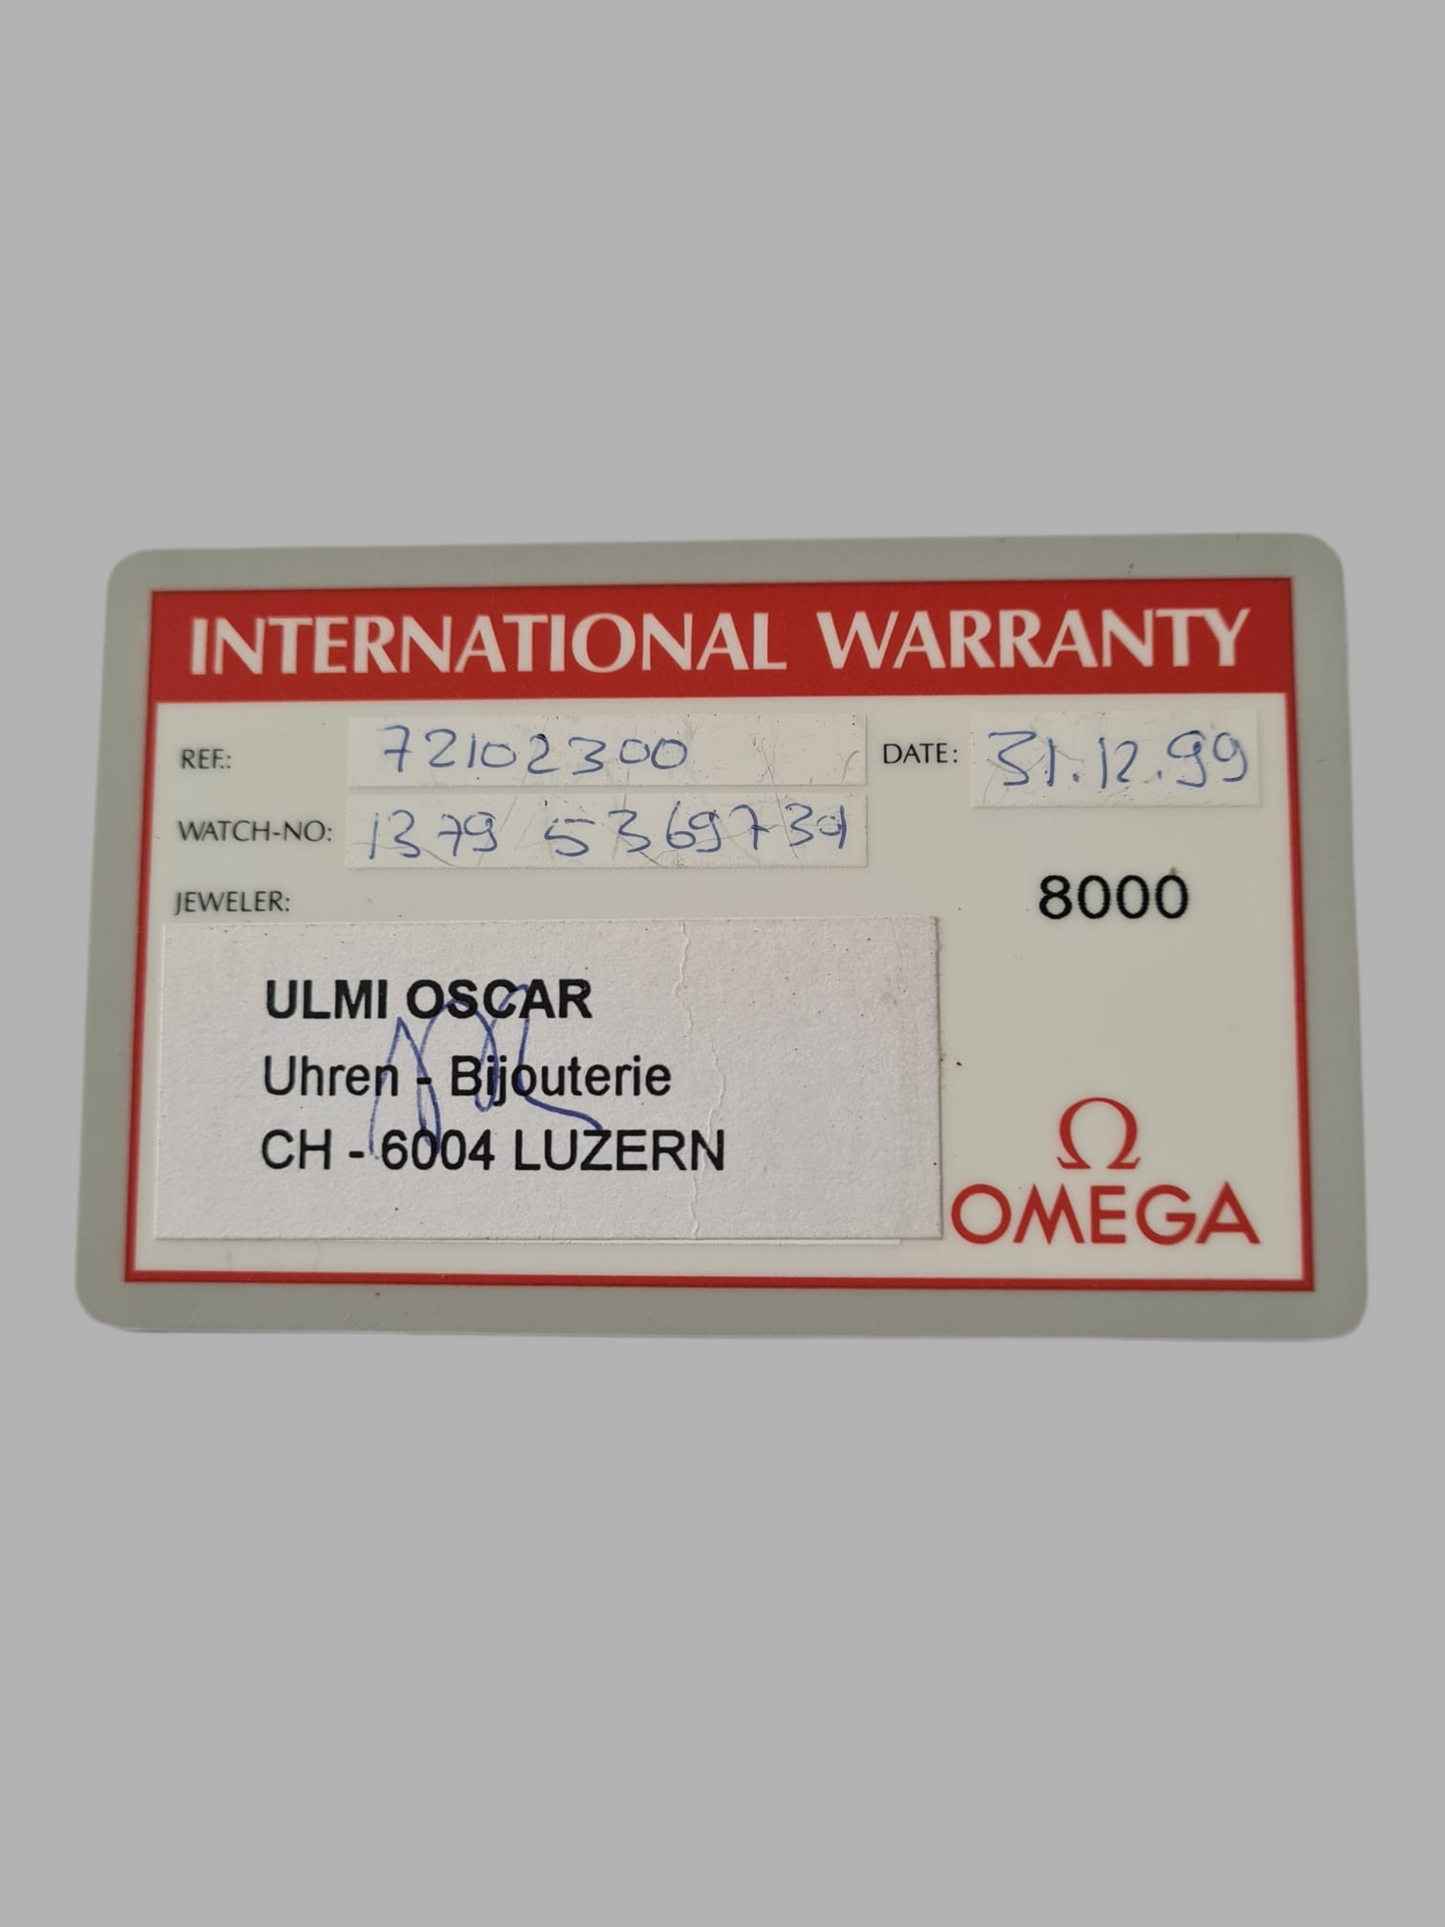 INTERNATIONAL WARRANTY
REF.: 72102300 DATE: 31.12.99
WATCH-NO: 1379
JEWELER:
8000
ULMI OSCAR
Uhren - Bijouterie
CH - 6004 LUZERN
Ω
OMEGA